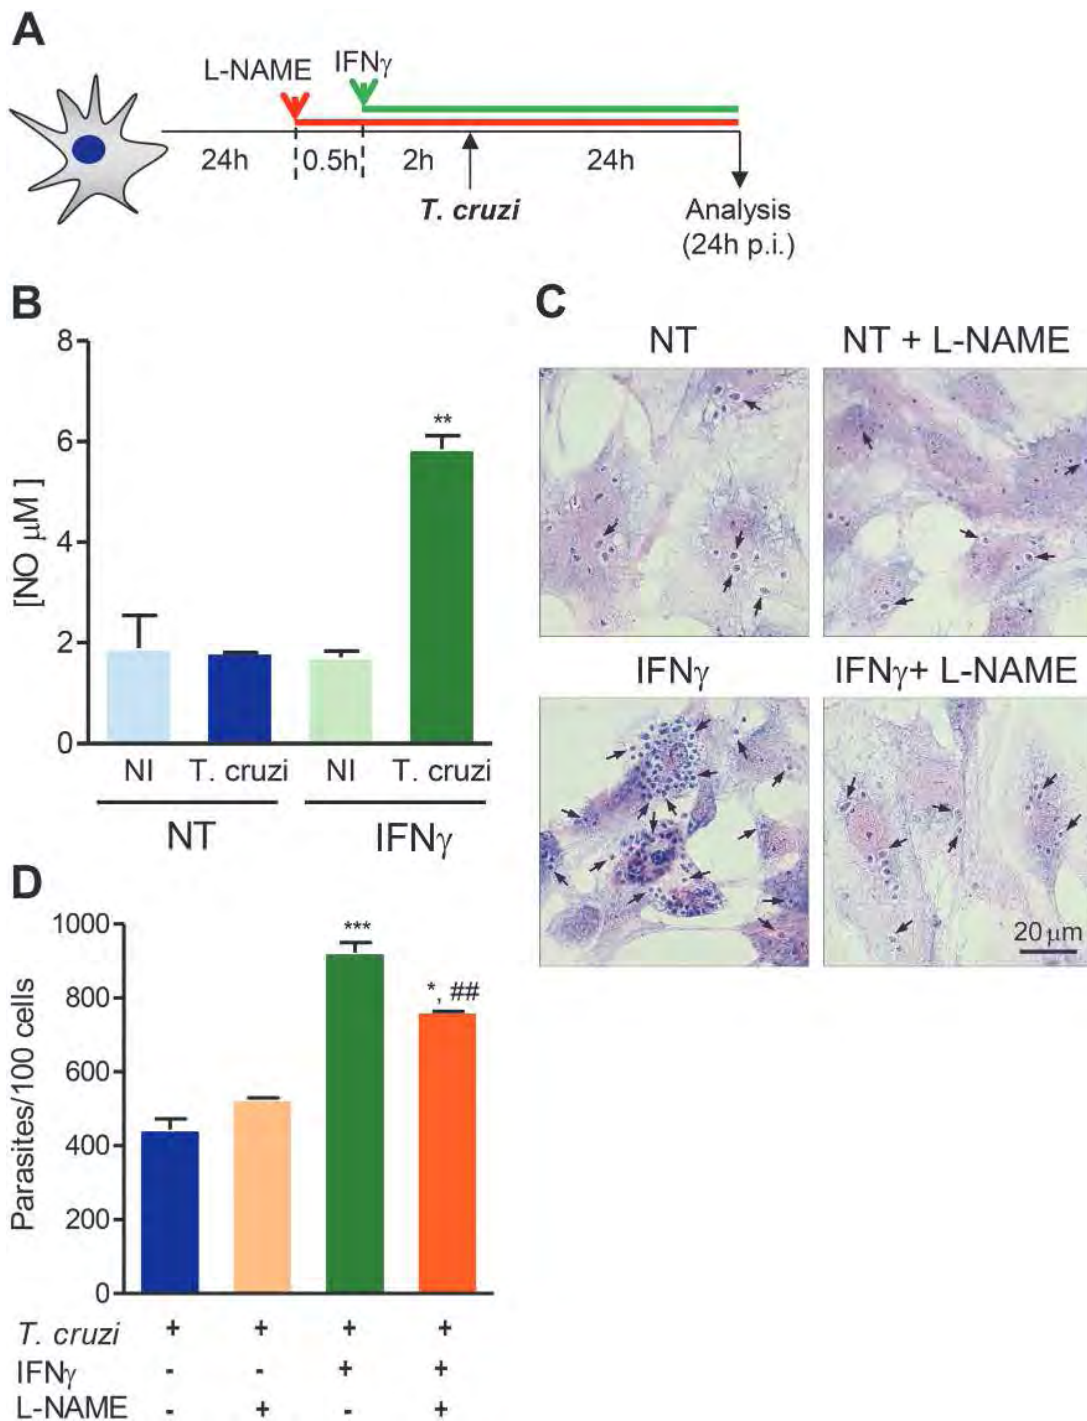 A
L-NAME
IFNγ
24h
0.5h
2h
24h
T. cruzi
Analysis
(24h p.i.)
B
[NO μM ]
8
6
4
2
0
**
NI
T. cruzi
NI
T. cruzi
NT
IFNγ
C
NT
NT + L-NAME
IFNγ
IFNγ+ L-NAME
20 μm
D
Parasites/100 cells
1000
800
600
400
200
0
***
*, ##
T. cruzi + + + +
IFNγ - - + +
L-NAME - + - +